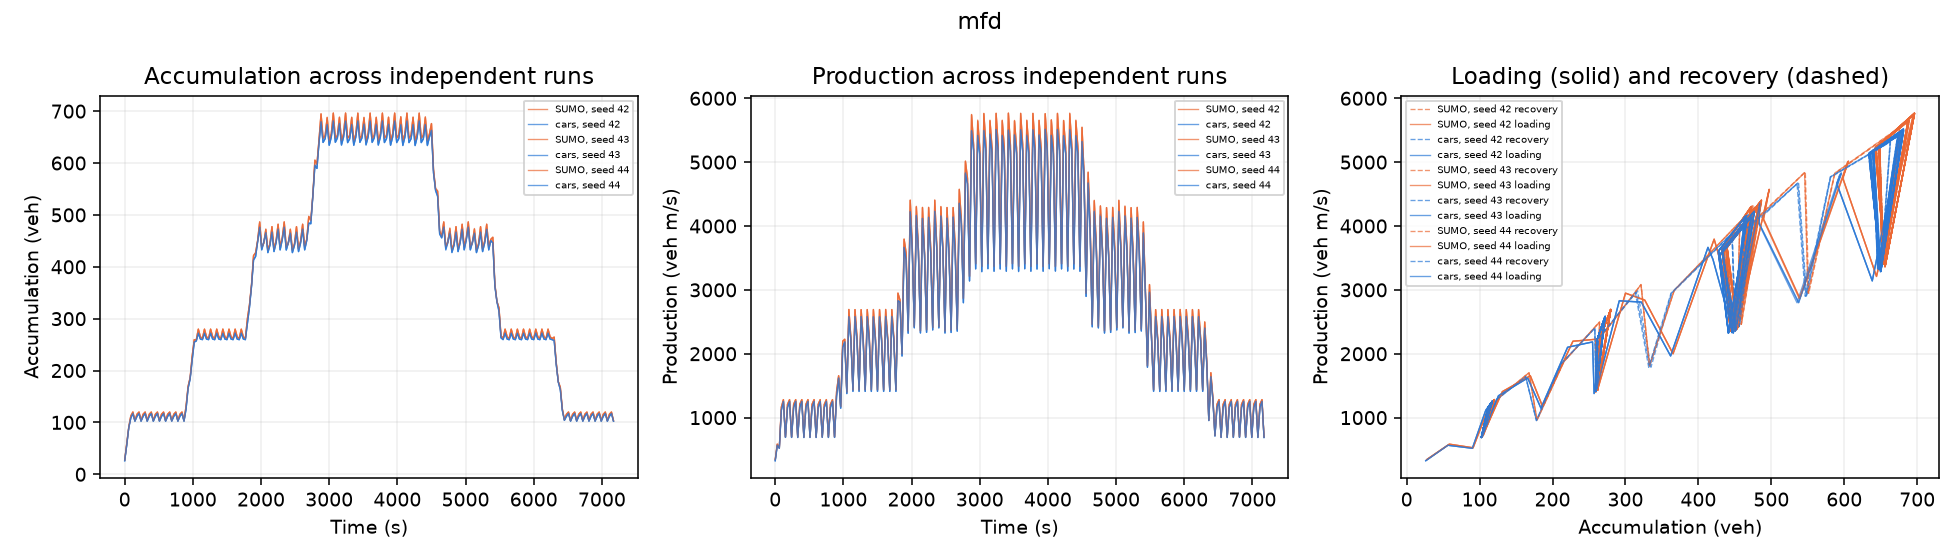 mfd
Accumulation across independent runs
Accumulation (veh)
700
600
500
400
300
200
100
0
0 1000 2000 3000 4000 5000 6000 7000
Time (s)
SUMO, seed 42
cars, seed 42
SUMO, seed 43
cars, seed 43
SUMO, seed 44
cars, seed 44
Production across independent runs
Production (veh m/s)
6000
5000
4000
3000
2000
1000
0 1000 2000 3000 4000 5000 6000 7000
Time (s)
SUMO, seed 42
cars, seed 42
SUMO, seed 43
cars, seed 43
SUMO, seed 44
cars, seed 44
Loading (solid) and recovery (dashed)
Production (veh m/s)
6000
5000
4000
3000
2000
1000
0 100 200 300 400 500 600 700
Accumulation (veh)
SUMO, seed 42 recovery
SUMO, seed 42 loading
cars, seed 42 recovery
cars, seed 42 loading
SUMO, seed 43 recovery
SUMO, seed 43 loading
cars, seed 43 recovery
cars, seed 43 loading
SUMO, seed 44 recovery
SUMO, seed 44 loading
cars, seed 44 recovery
cars, seed 44 loading